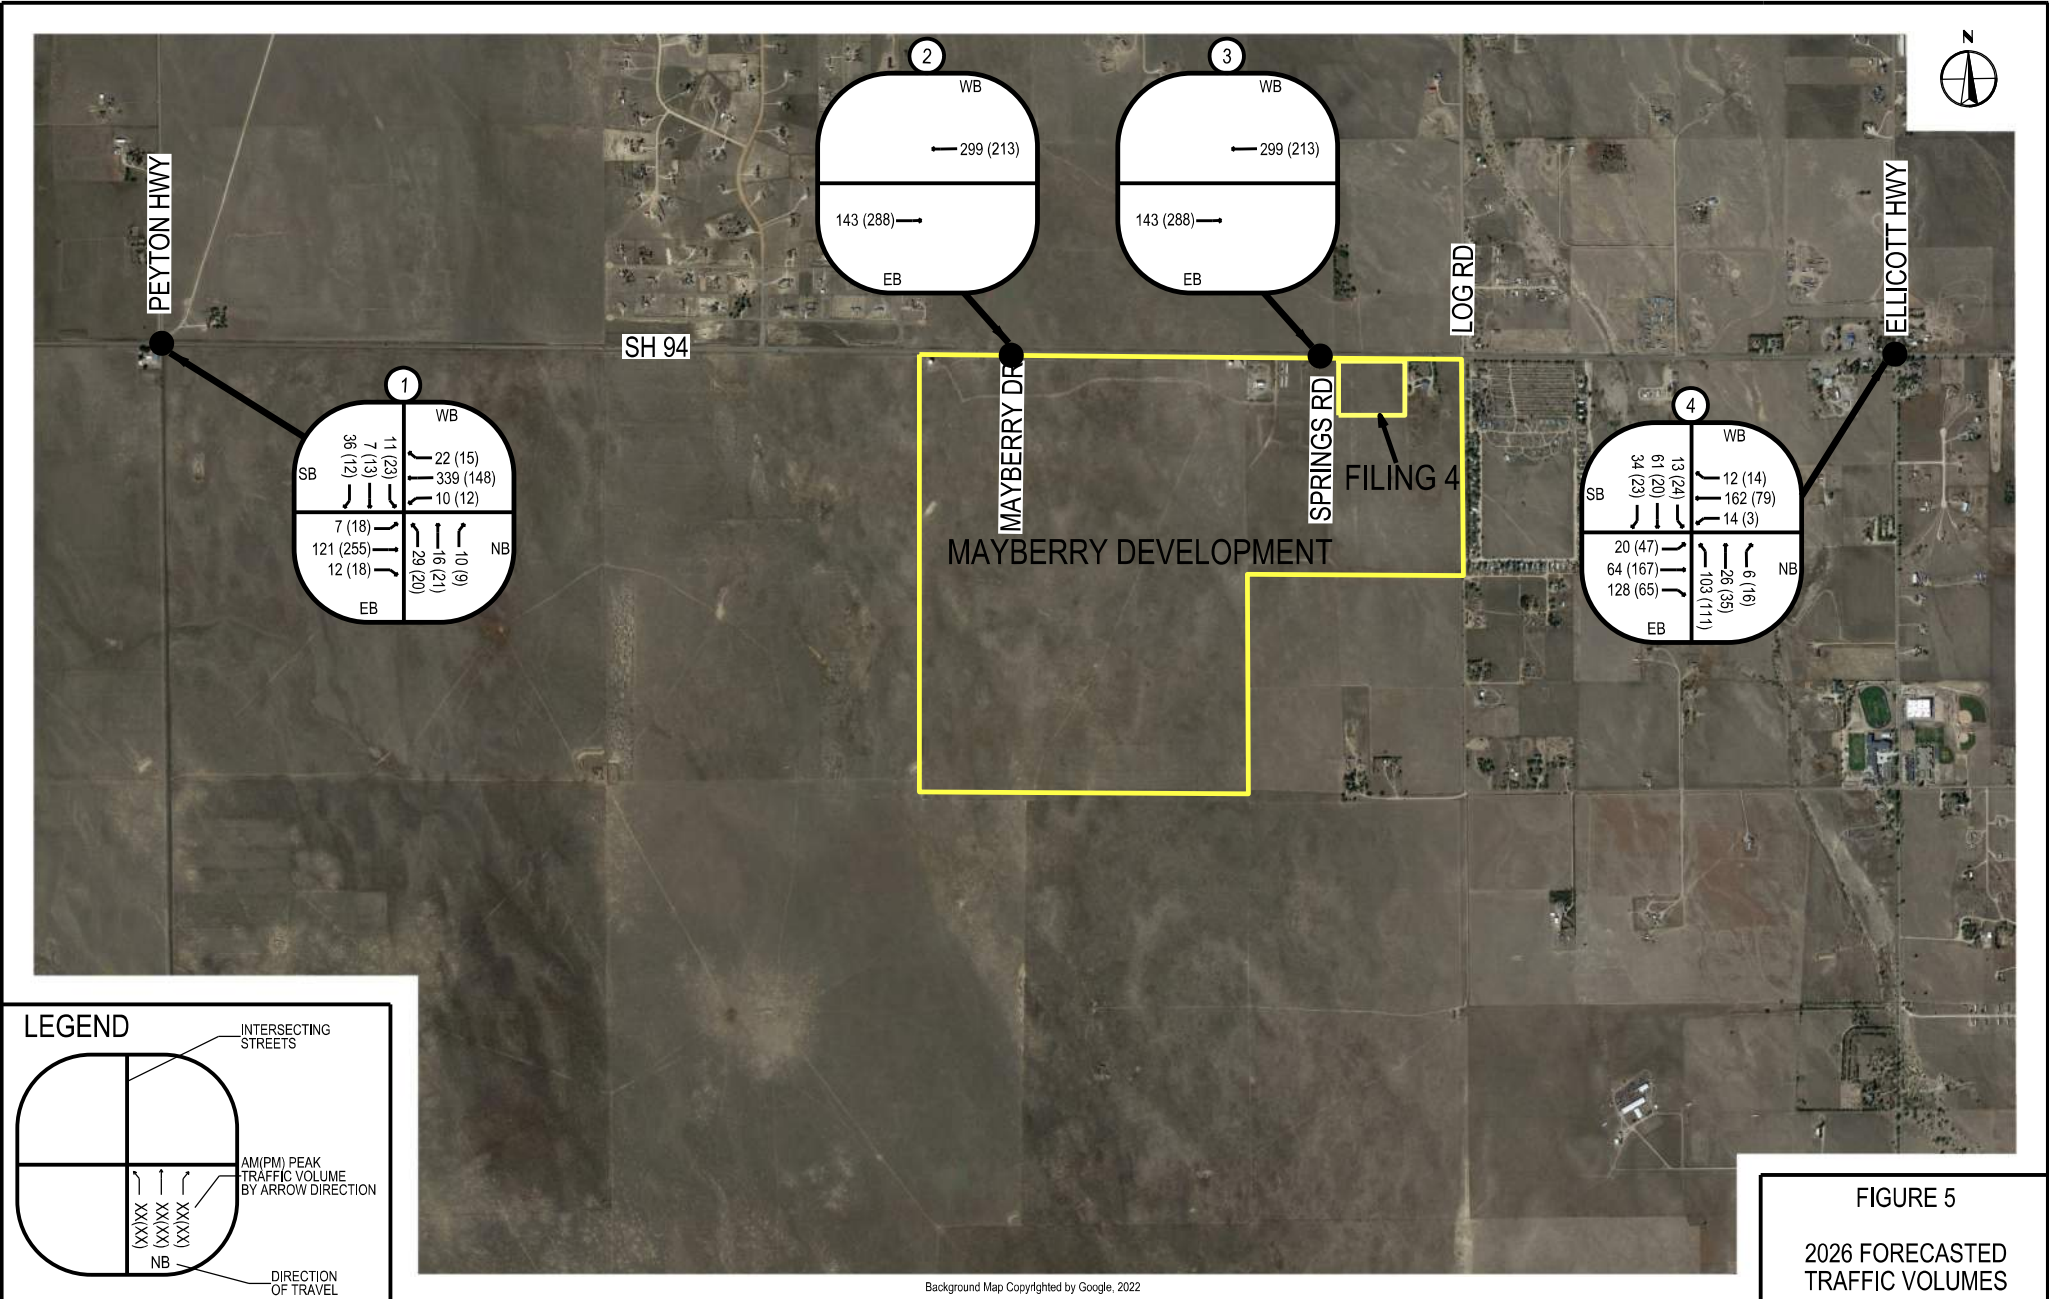 N
2
WB
299 (213)
143 (288)
EB
3
WB
299 (213)
143 (288)
EB
PEYTON HWY
SH 94
MAYBERRY DR
SPRINGS RD
LOG RD
ELLICOTT HWY
1
WB
SB
36 (12)
7 (13)
11 (23)
22 (15)
339 (148)
10 (12)
7 (18)
121 (255)
12 (18)
29 (20)
16 (21)
10 (9)
NB
EB
FILING 4
MAYBERRY DEVELOPMENT
4
WB
SB
34 (23)
61 (20)
13 (24)
12 (14)
162 (79)
14 (3)
20 (47)
64 (167)
128 (65)
103 (111)
26 (35)
6 (16)
NB
EB
LEGEND
INTERSECTING
STREETS
AM(PM) PEAK
TRAFFIC VOLUME
BY ARROW DIRECTION
XX(XX)
XX(XX)
XX(XX)
NB
DIRECTION
OF TRAVEL
Background Map Copyrighted by Google, 2022
FIGURE 5
2026 FORECASTED
TRAFFIC VOLUMES